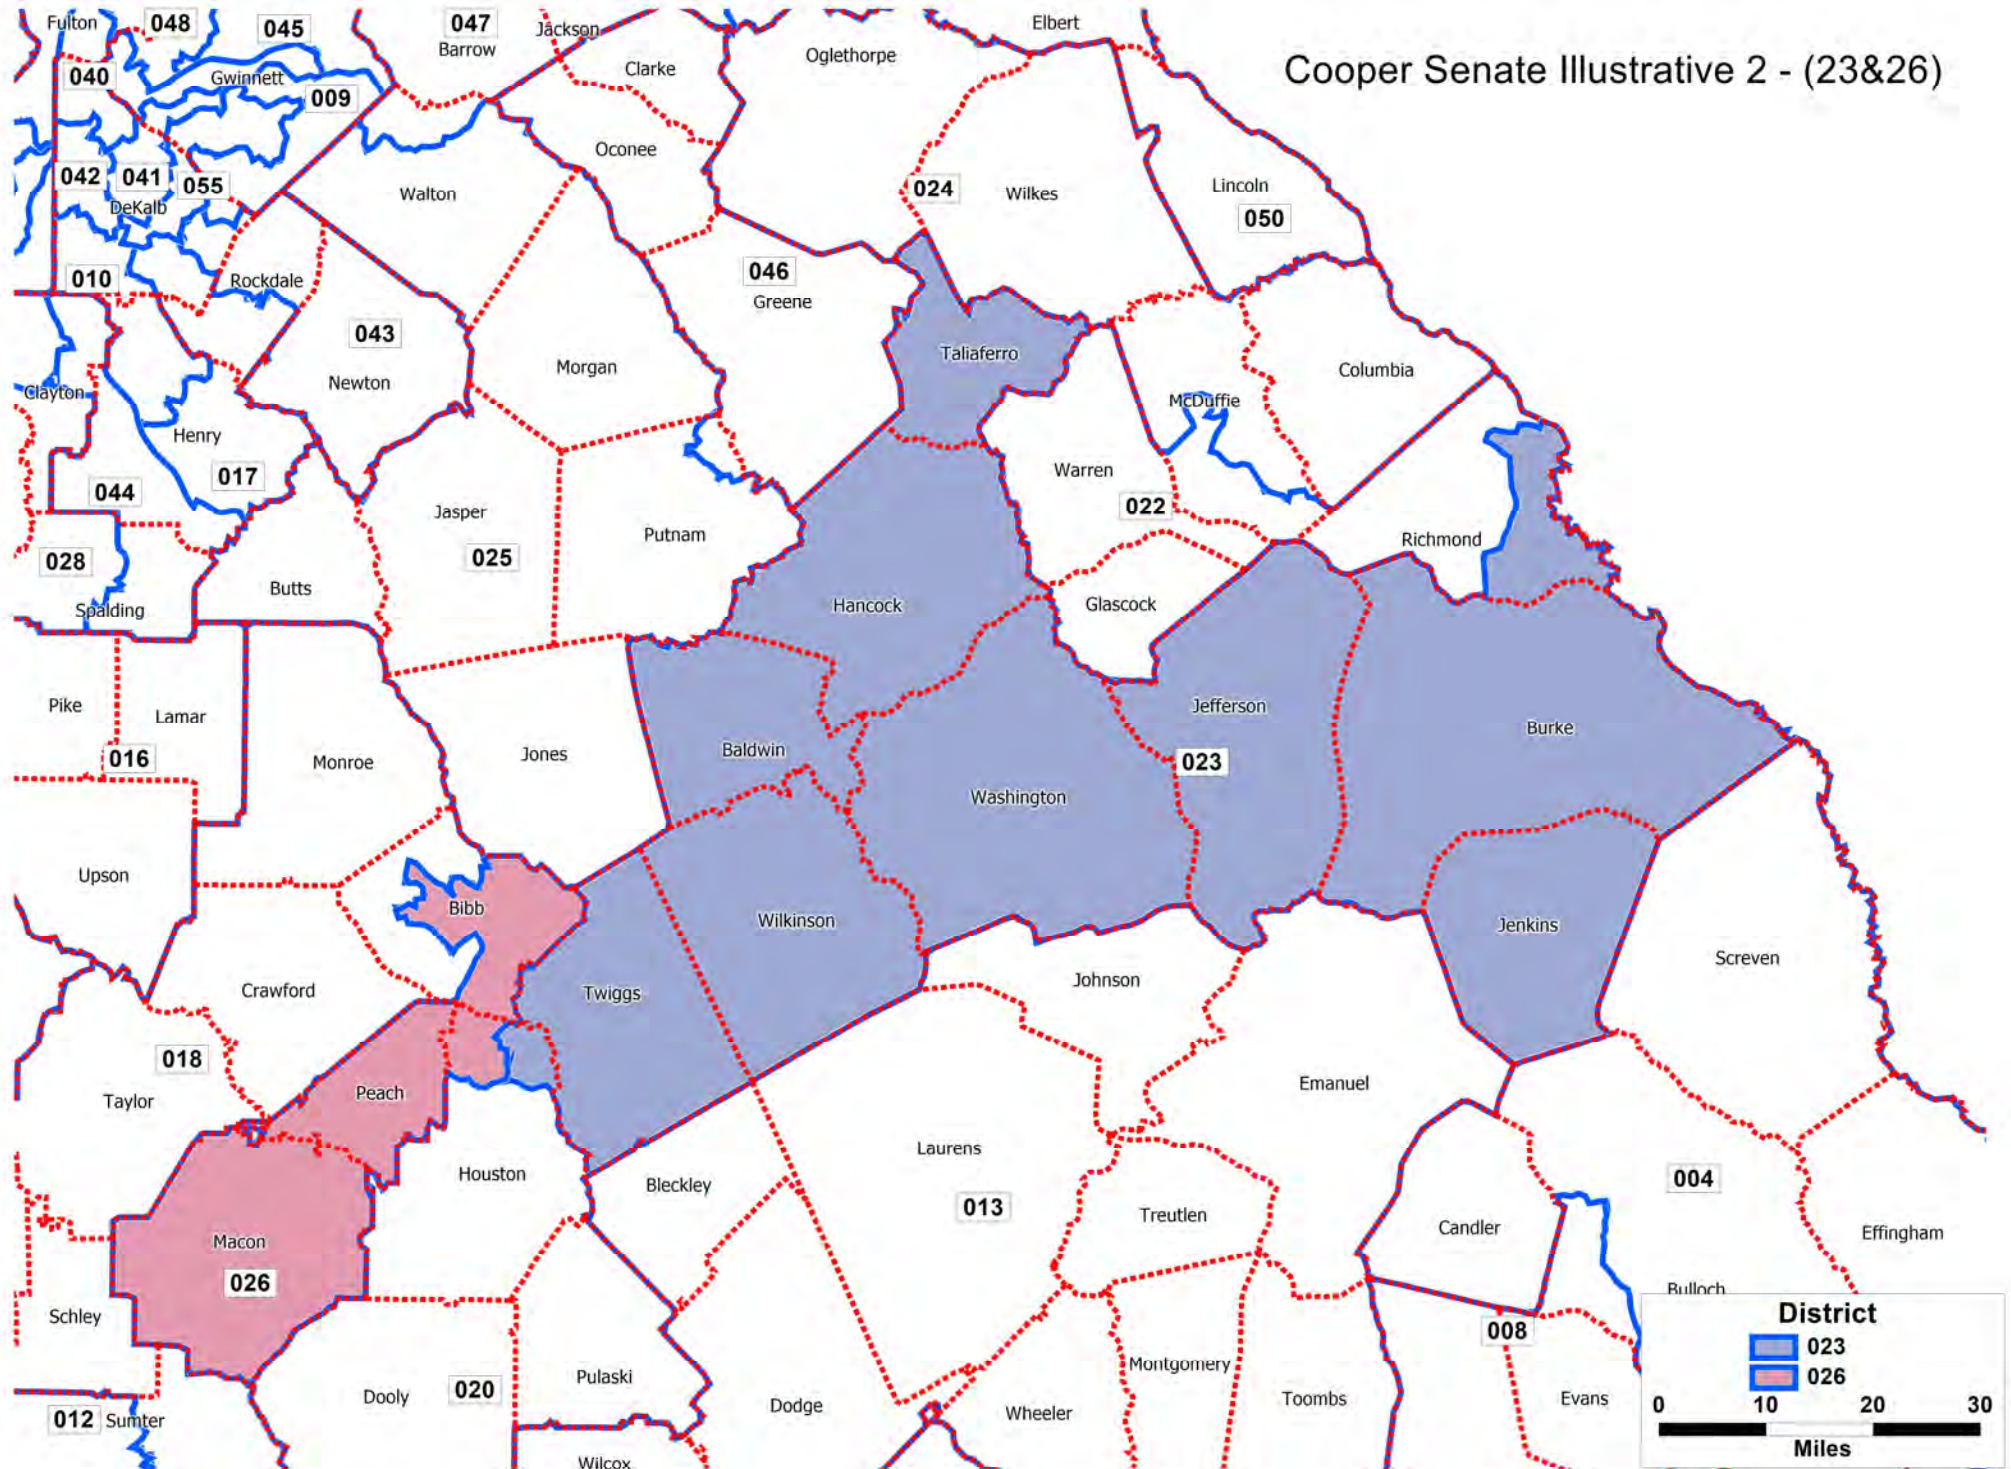 Cooper Senate Illustrative 2 - (23&26)
Fulton
048
045
047
Barrow
Jackson
Elbert
Oglethorpe
Clarke
040
Gwinnett
009
Oconee
042
041
055
DeKalb
Walton
024
Wilkes
Lincoln
050
010
Rockdale
046
Greene
043
Newton
Morgan
Taliaferro
Columbia
Clayton
McDuffie
Henry
017
044
Jasper
025
Putnam
Warren
022
Richmond
028
Spalding
Butts
Hancock
Glascock
Pike
Lamar
016
Monroe
Jones
Baldwin
Washington
Jefferson
023
Burke
Upson
Bibb
Wilkinson
Jenkins
Screven
Crawford
Twiggs
Johnson
018
Taylor
Peach
Emanuel
Houston
Bleckley
Laurens
013
Treutlen
Candler
004
Effingham
Macon
026
Schley
Bulloch
008
012
Sumter
Dooly
020
Pulaski
Dodge
Wheeler
Montgomery
Toombs
Evans
Wilcox
District
023
026
0 10 20 30
Miles